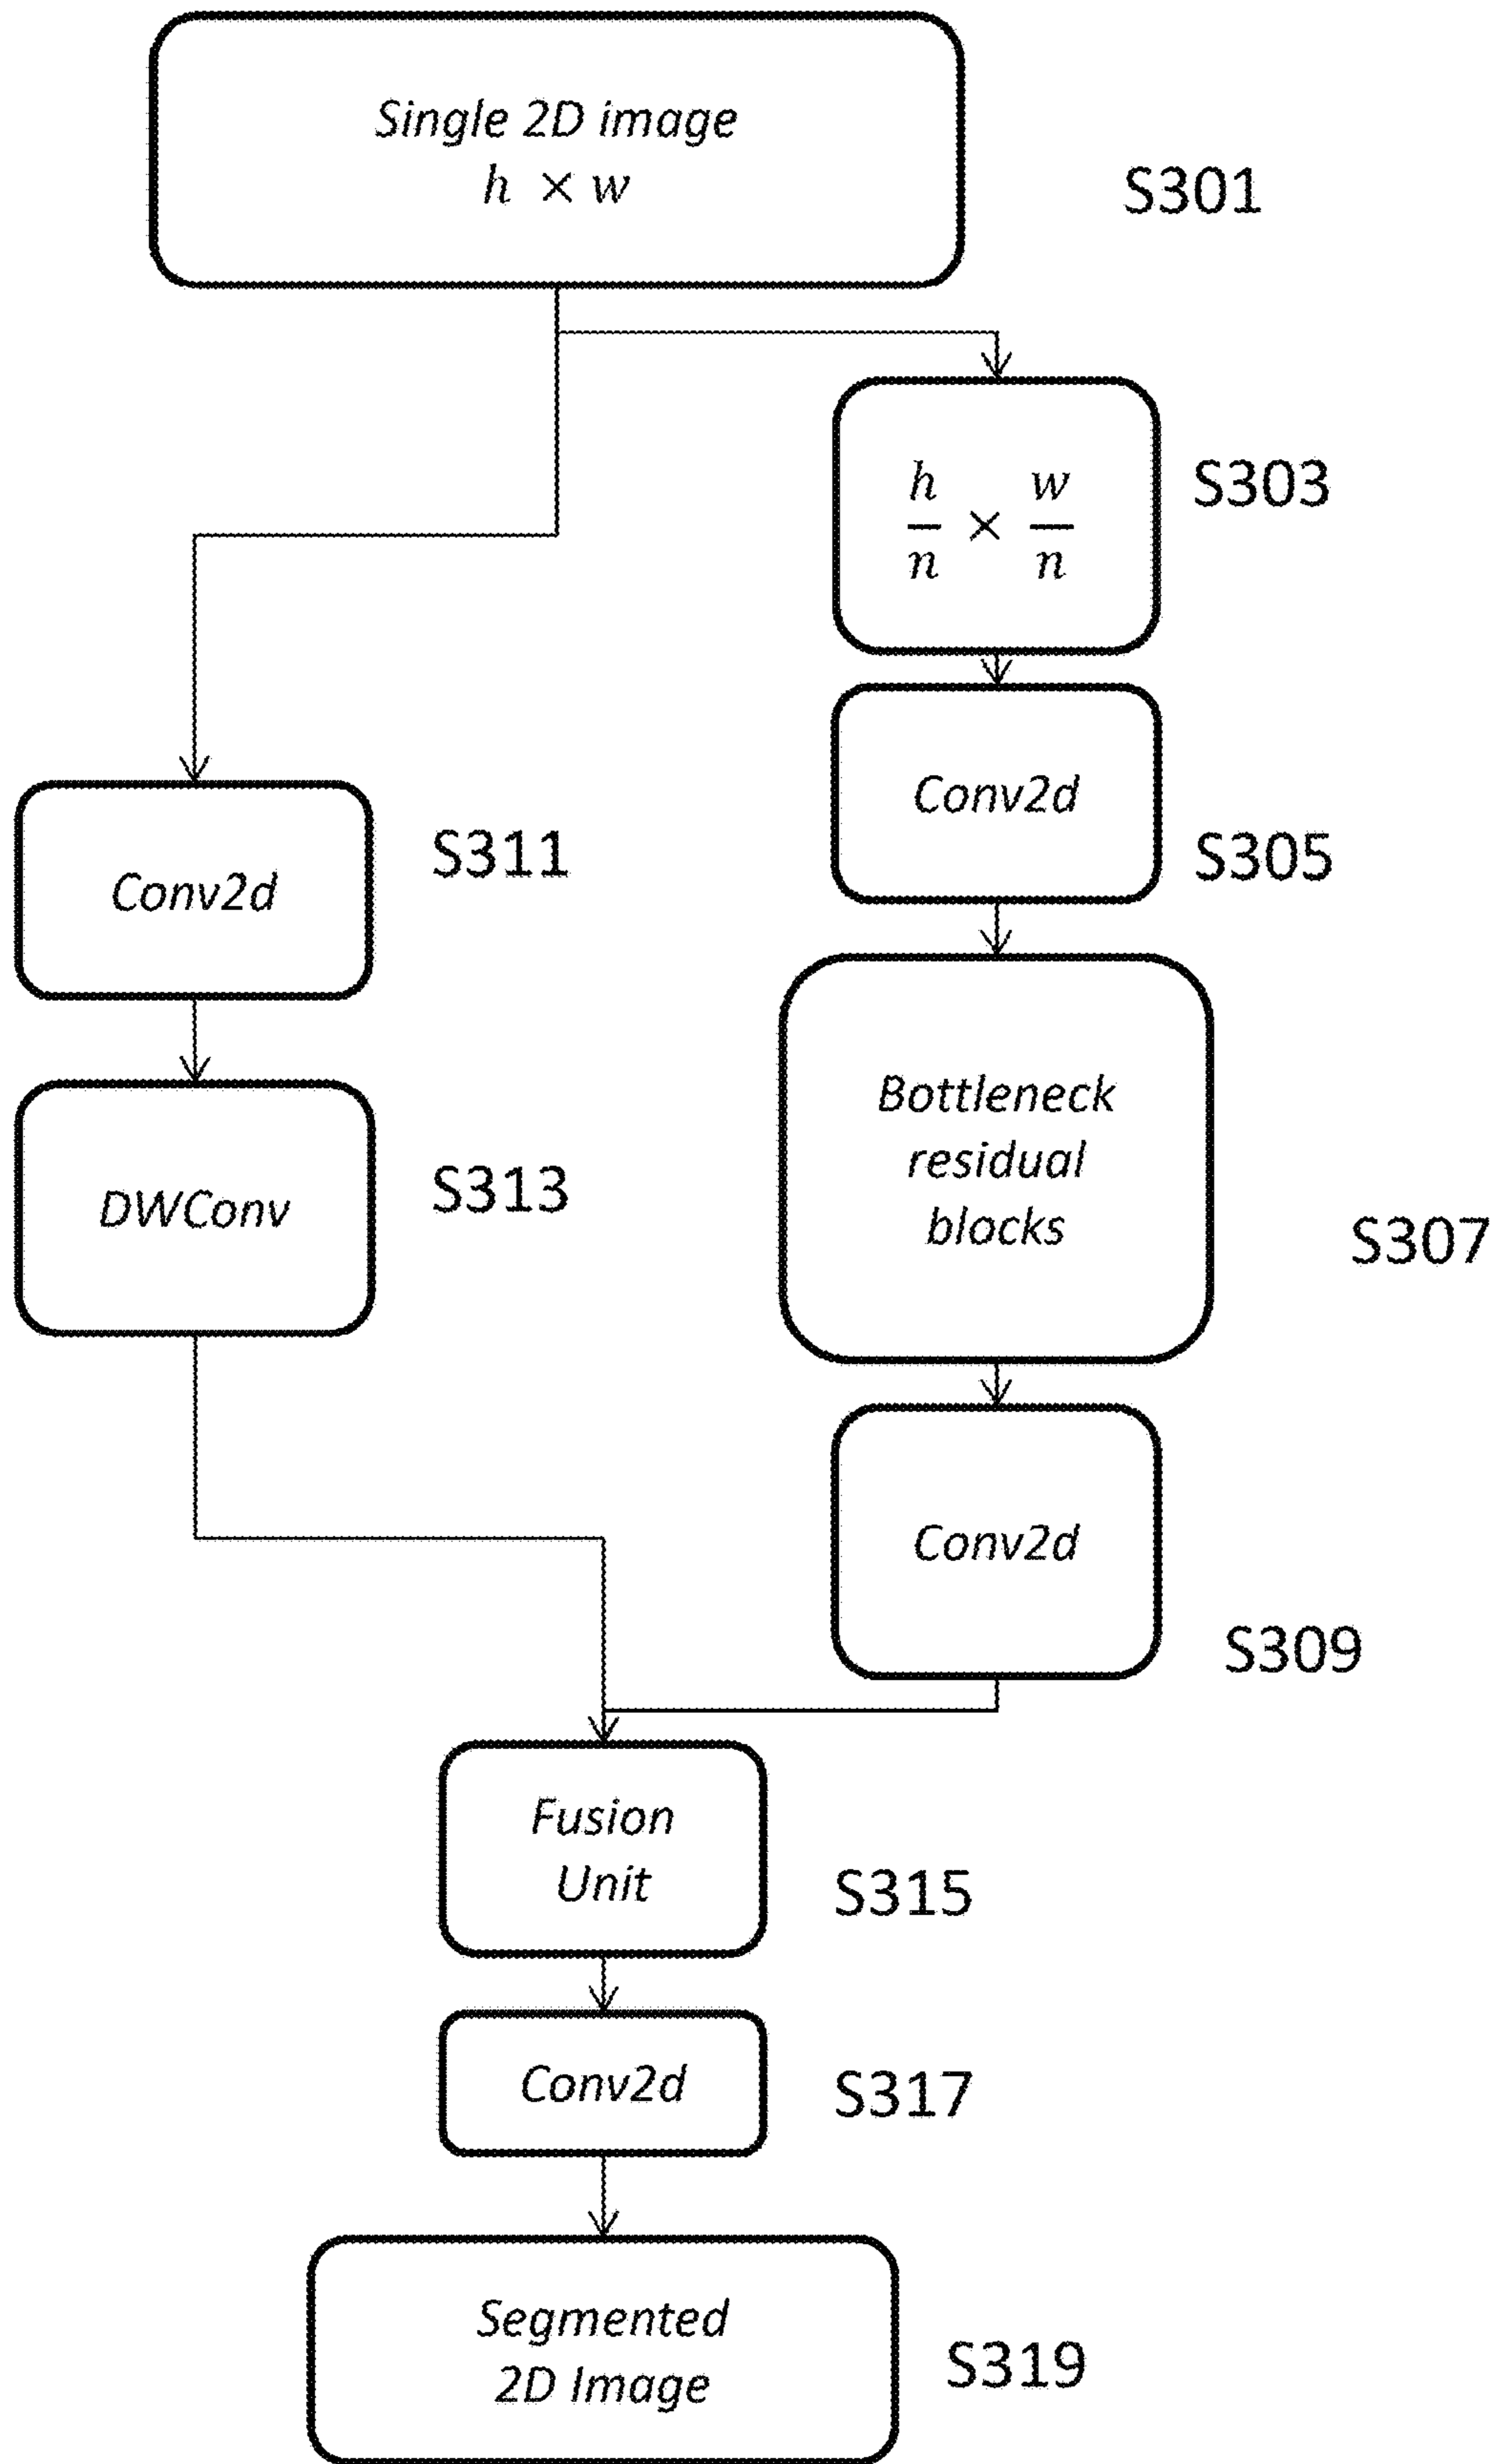 Single 2D image
h × w
S301
h/n × w/n
S303
Conv2d
S305
Conv2d
S311
Bottleneck
residual
blocks
S307
DWConv
S313
Conv2d
S309
Fusion
Unit
S315
Conv2d
S317
Segmented
2D Image
S319